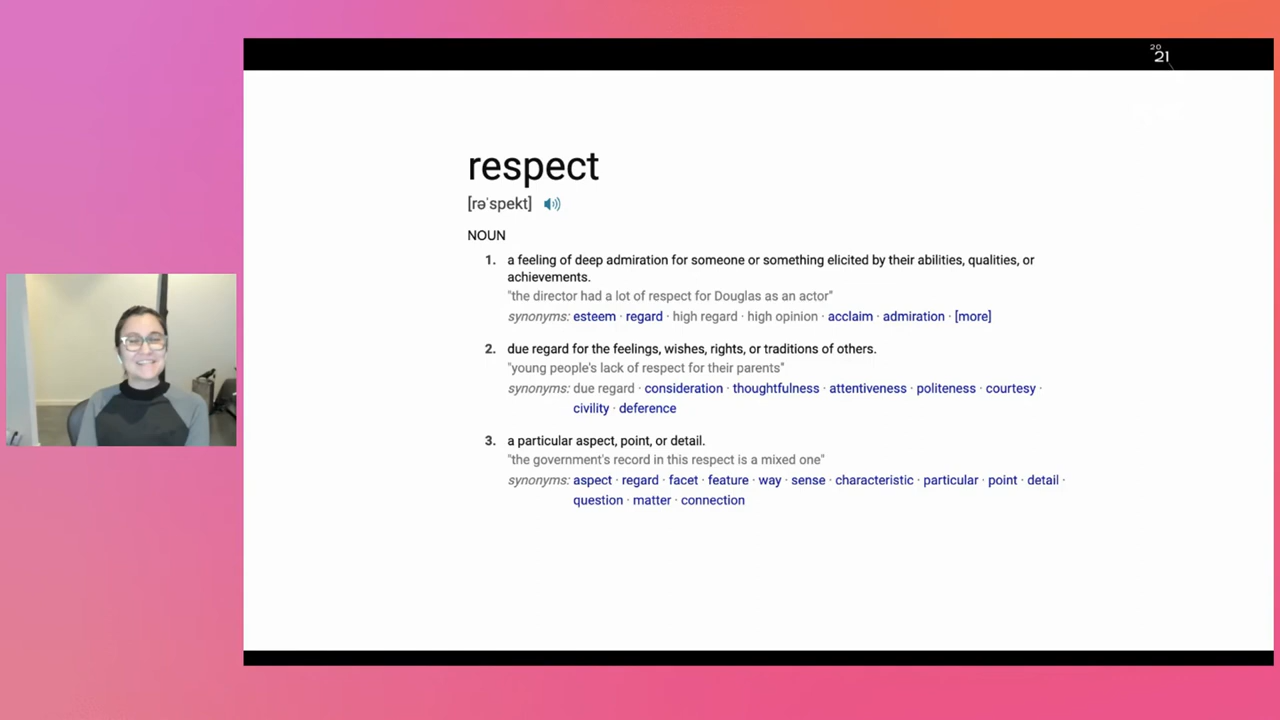 20
21
respect
[rəˈspekt]
NOUN
1. a feeling of deep admiration for someone or something elicited by their abilities, qualities, or
achievements.
"the director had a lot of respect for Douglas as an actor"
synonyms: esteem · regard · high regard · high opinion · acclaim · admiration · [more]
2. due regard for the feelings, wishes, rights, or traditions of others.
"young people's lack of respect for their parents"
synonyms: due regard · consideration · thoughtfulness · attentiveness · politeness · courtesy ·
civility · deference
3. a particular aspect, point, or detail.
"the government's record in this respect is a mixed one"
synonyms: aspect · regard · facet · feature · way · sense · characteristic · particular · point · detail ·
question · matter · connection